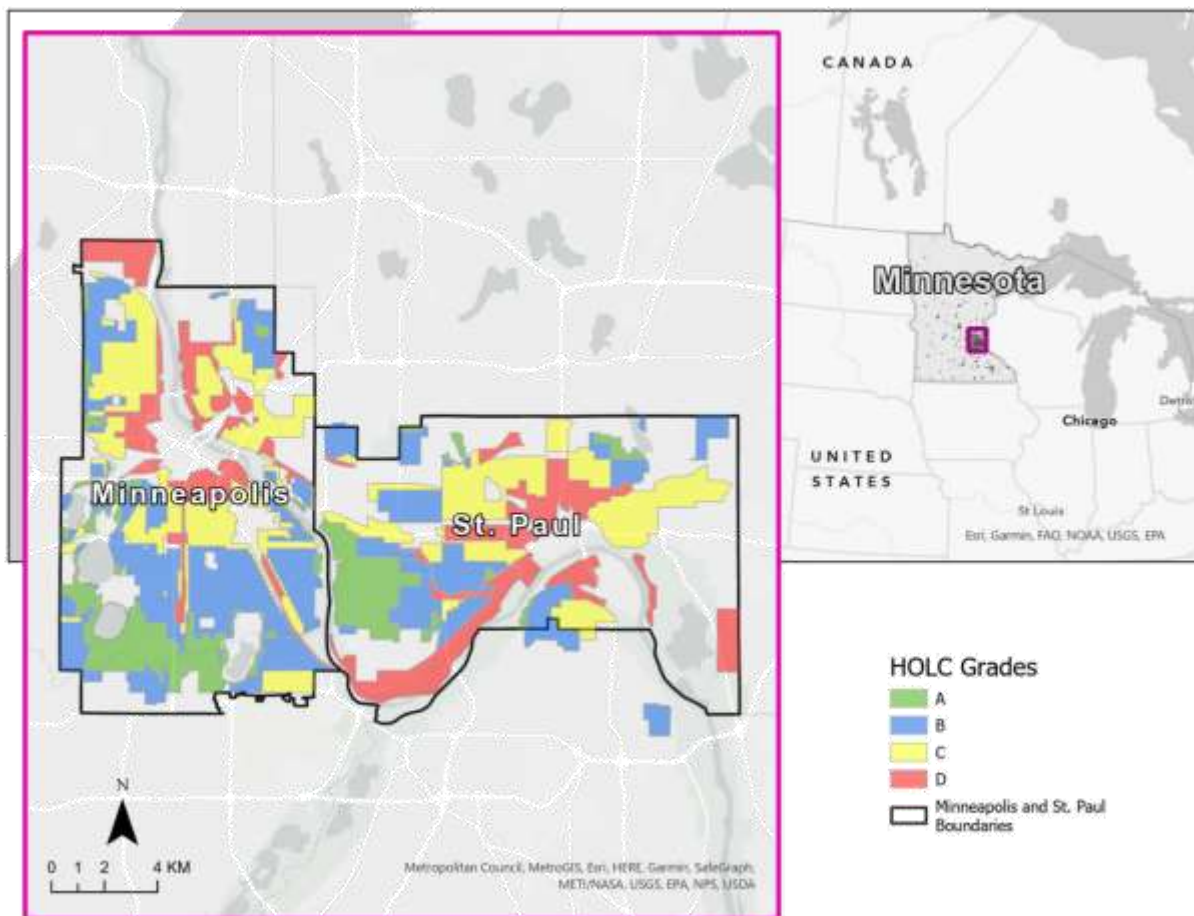 CANADA
Minnesota
Chicago
Detro
UNITED
STATES
St Louis
Esri, Garmin, FAO, NOAA, USGS, EPA
Minneapolis
St. Paul
N
0 1 2 4 KM
Metropolitan Council, MetroGIS, Esri, HERE, Garmin, SafeGraph,
METI/NASA, USGS, EPA, NPS, USDA
HOLC Grades
A
B
C
D
Minneapolis and St. Paul
Boundaries